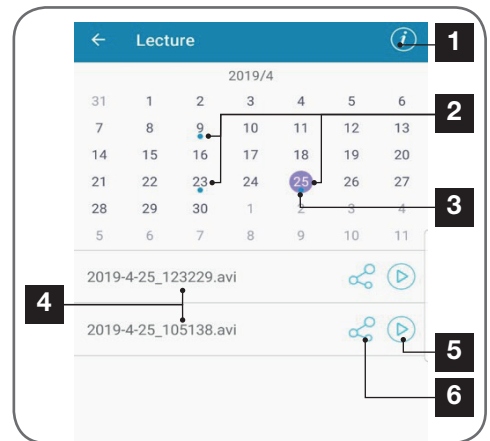 Lecture
1
2019/4
31 1 2 3 4 5 6
2
7 8 9 10 11 12 13
14 15 16 17 18 19 20
21 22 23 24 25 26 27
3
28 29 30 1 2 3 4
5 6 7 8 9 10 11
2019-4-25_123229.avi
4
2019-4-25_105138.avi
5
6